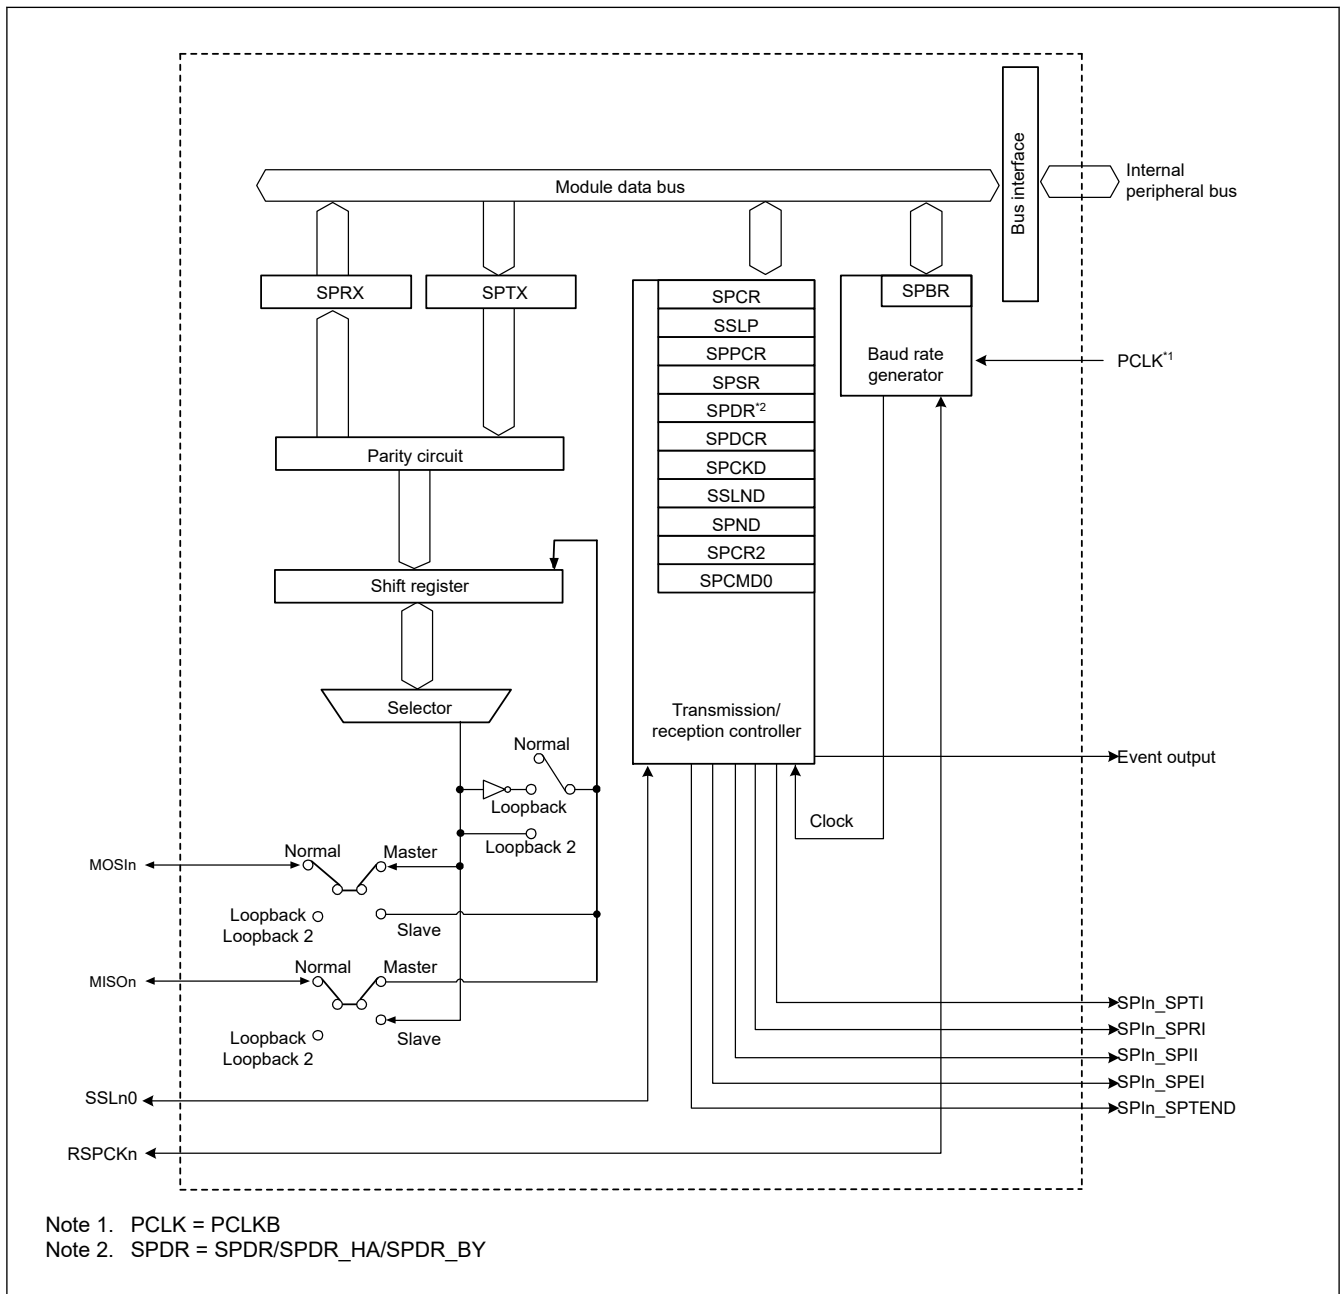 Module data bus
Bus interface
Internal
peripheral bus
SPRX
SPTX
SPCR
SSLP
SPPCR
SPSR
SPDR*2
SPDCR
SPCKD
SSLND
SPND
SPCR2
SPCMD0
Transmission/
reception controller
SPBR
Baud rate
generator
PCLK*1
Parity circuit
Shift register
Selector
Normal
Loopback
Loopback 2
Event output
Clock
MOSIn
Normal
Master
Loopback
Loopback 2
Slave
MISOn
Normal
Master
Loopback
Loopback 2
Slave
SPIn_SPTI
SPIn_SPRI
SPIn_SPII
SPIn_SPEI
SPIn_SPTEND
SSLn0
RSPCKn
Note 1. PCLK = PCLKB
Note 2. SPDR = SPDR/SPDR_HA/SPDR_BY